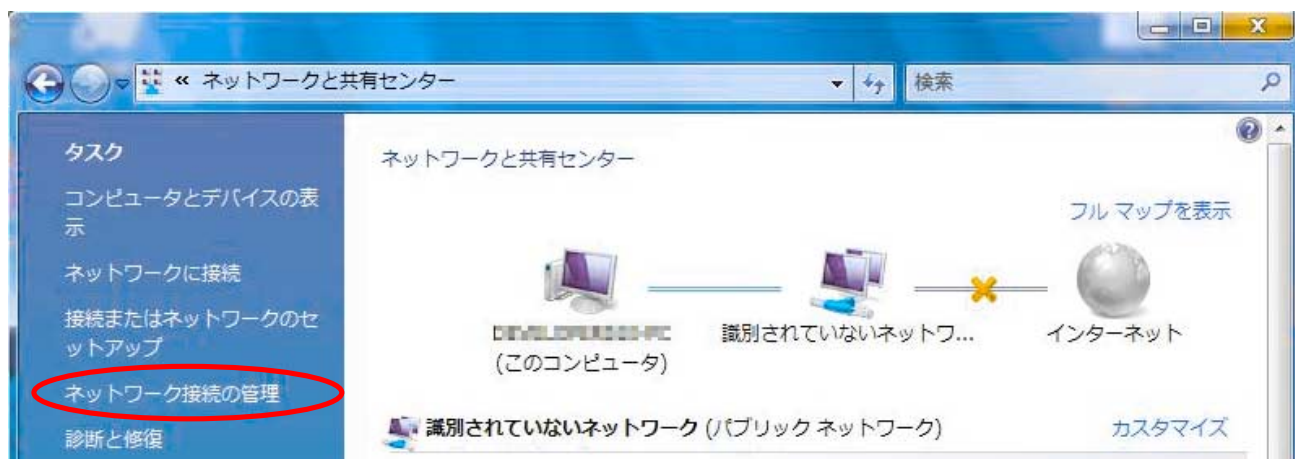 « ネットワークと共有センター
検索
タスク
コンピュータとデバイスの表
示
ネットワークに接続
接続またはネットワークのセ
ットアップ
ネットワーク接続の管理
診断と修復
ネットワークと共有センター
フル マップを表示
(このコンピュータ)
識別されていないネットワ...
インターネット
識別されていないネットワーク (パブリック ネットワーク)
カスタマイズ